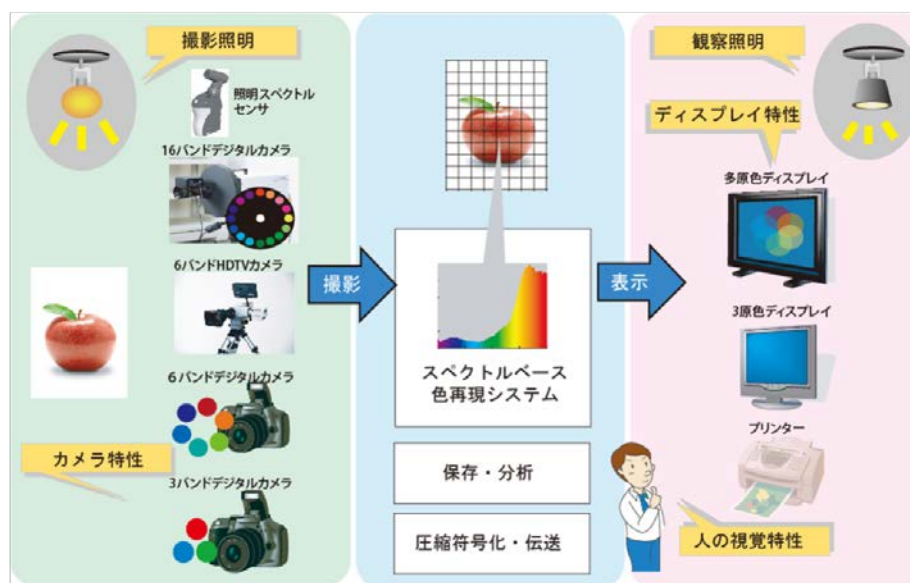 撮影照明
照明スペクトル
センサ
16バンドデジタルカメラ
6バンドHDTVカメラ
6バンドデジタルカメラ
カメラ特性
3バンドデジタルカメラ
撮影
スペクトルベース
色再現システム
保存・分析
圧縮符号化・伝送
表示
観察照明
ディスプレイ特性
多原色ディスプレイ
3原色ディスプレイ
プリンター
人の視覚特性